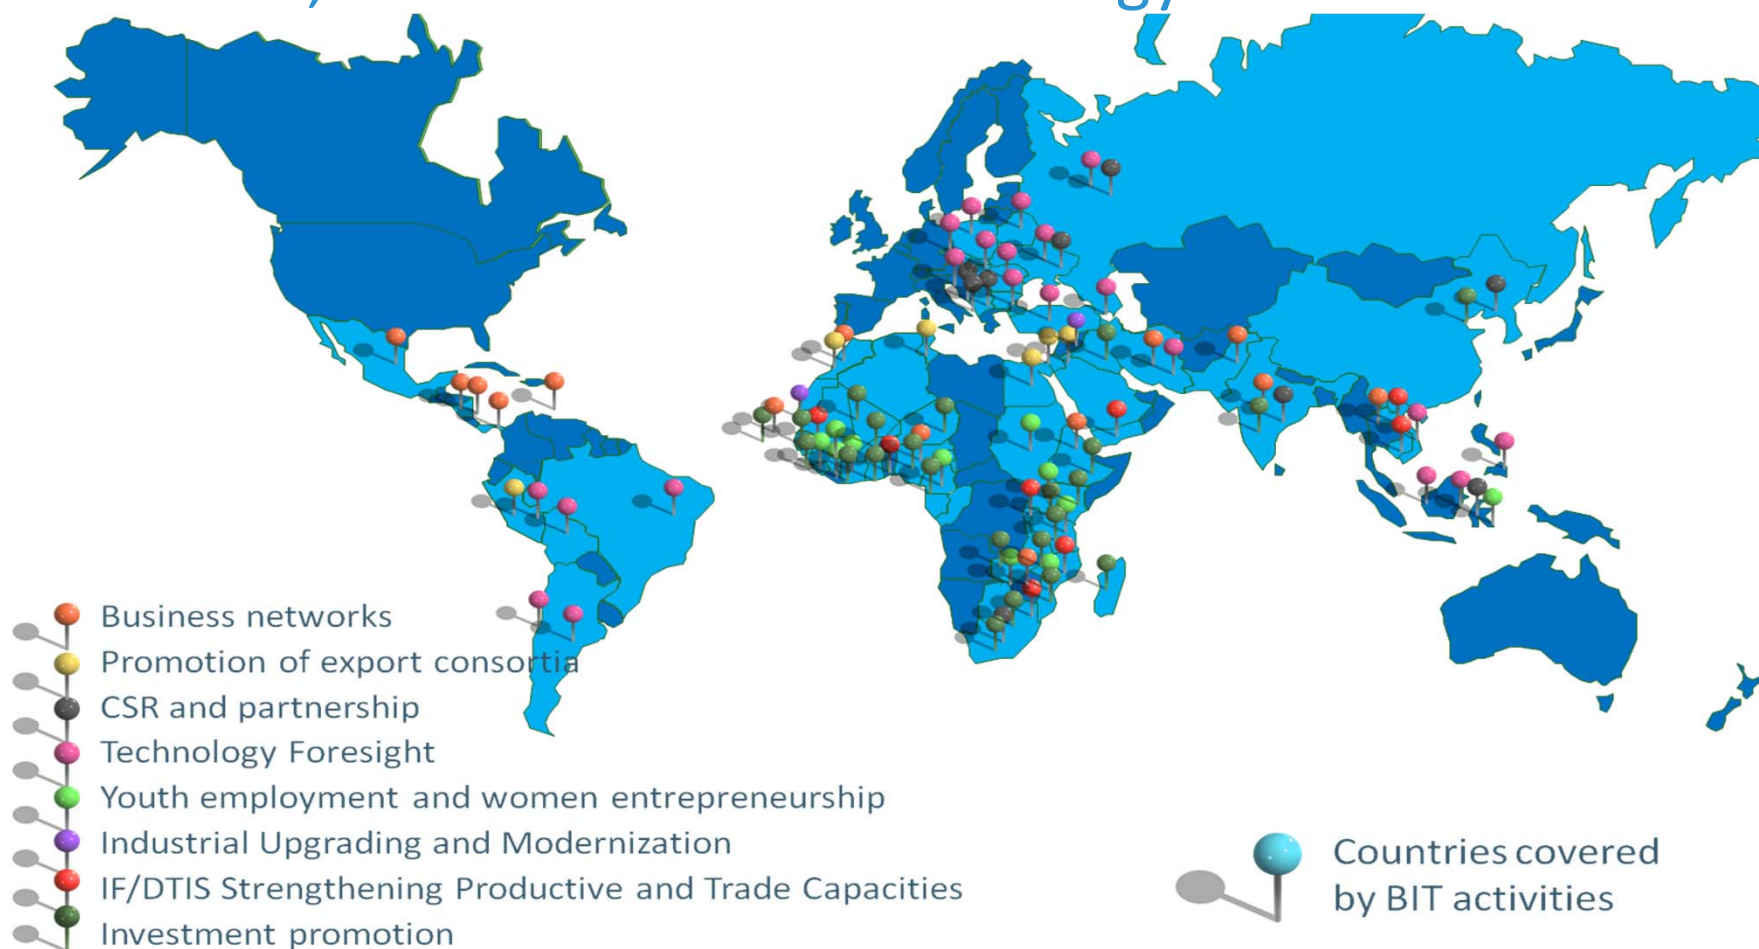 Business networks
Promotion of export consortia
CSR and partnership
Technology Foresight
Youth employment and women entrepreneurship
Industrial Upgrading and Modernization
IF/DTIS Strengthening Productive and Trade Capacities
Investment promotion
Countries covered
by BIT activities